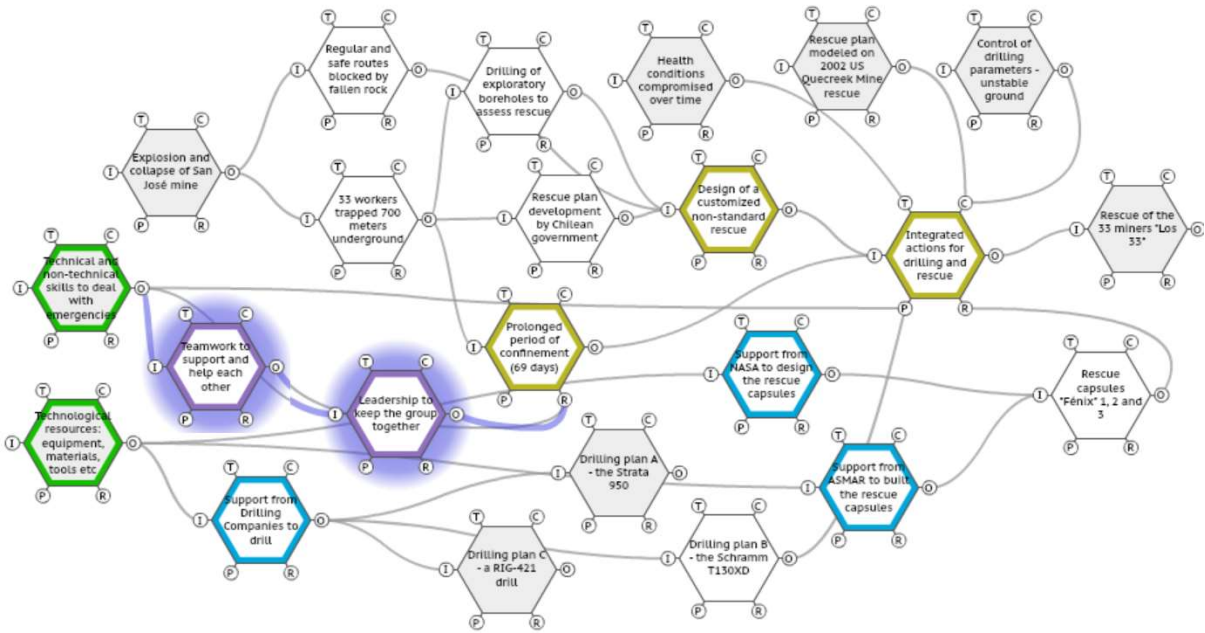 Regular and
safe routes
blocked by
fallen rock
Drilling of
exploratory
boreholes to
assess rescue
Health
conditions
compromised
over time
Rescue plan
modeled on
2002 US
Quecreek Mine
rescue
Control of
drilling
parameters -
unstable
ground
Explosion and
collapse of San
José mine
33 workers
trapped 700
meters
underground
Rescue plan
development
by Chilean
government
Design of a
customized
non-standard
rescue
Integrated
actions for
drilling and
rescue
Rescue of the
33 miners "Los
33"
Technical and
non-technical
skills to deal
with
emergencies
Teamwork to
support and
help each
other
Leadership to
keep the group
together
Prolonged
period of
confinement
(69 days)
Support from
NASA to design
the rescue
capsules
Rescue
capsules
"Fénix" 1, 2 and
3
Technological
resources:
equipment,
materials,
tools etc
Support from
Drilling
Companies to
drill
Drilling plan A
- the Strata
950
Support from
ASMAR to built
the rescue
capsules
Drilling plan C
- a RIG-421
drill
Drilling plan B
- the Schramm
T130XD